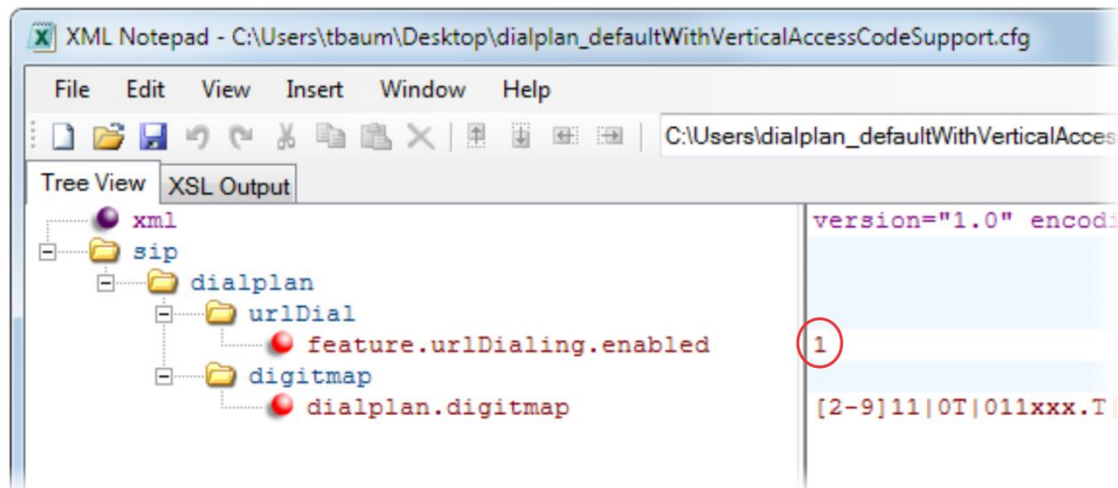 XML Notepad - C:\Users\tbaum\Desktop\dialplan_defaultWithVerticalAccessCodeSupport.cfg
File Edit View Insert Window Help
C:\Users\dialplan_defaultWithVerticalAcces
Tree View XSL Output
xml version="1.0" encodi
sip
dialplan
urlDial
feature.urlDialing.enabled 1
digitmap
dialplan.digitmap [2-9]11|0T|011xxx.T|